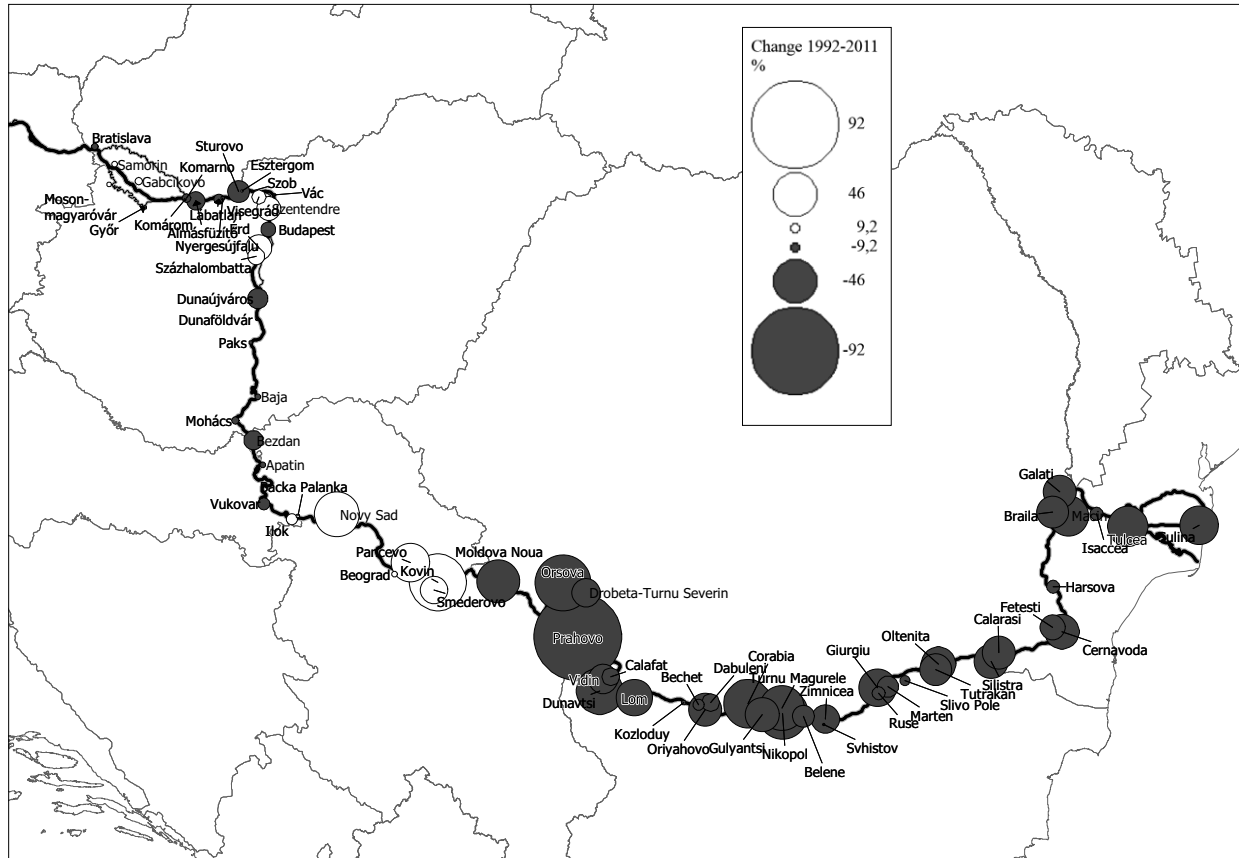 Change 1992-2011
%
92
46
9,2
-9,2
-46
-92
Bratislava
Samorin
Gabcikovo
Sturovo
Komarno
Esztergom
Szob
Vác
Moson-
magyaróvár
Győr
Komárom
Lábatlan
Almásfüzítő
Visegrád
Szentendre
Érd
Budapest
Nyergesújfalu
Százhalombatta
Dunaújváros
Dunaföldvár
Paks
Baja
Mohács
Bezdan
Apatin
Backa Palanka
Vukovar
Ilok
Novy Sad
Pancevo
Beograd
Kovin
Smederovo
Moldova Noua
Orsova
Drobeta-Turnu Severin
Prahovo
Calafat
Vidin
Dunavtsi
Lom
Bechet
Dabuleni
Corabia
Turnu Magurele
Zimnicea
Kozloduy
Oriyahovo
Gulyantsi
Nikopol
Belene
Svhistov
Giurgiu
Ruse
Marten
Slivo Pole
Oltenita
Tutrakan
Calarasi
Silistra
Fetesti
Cernavoda
Harsova
Galati
Braila
Macin
Isaccea
Tulcea
Sulina